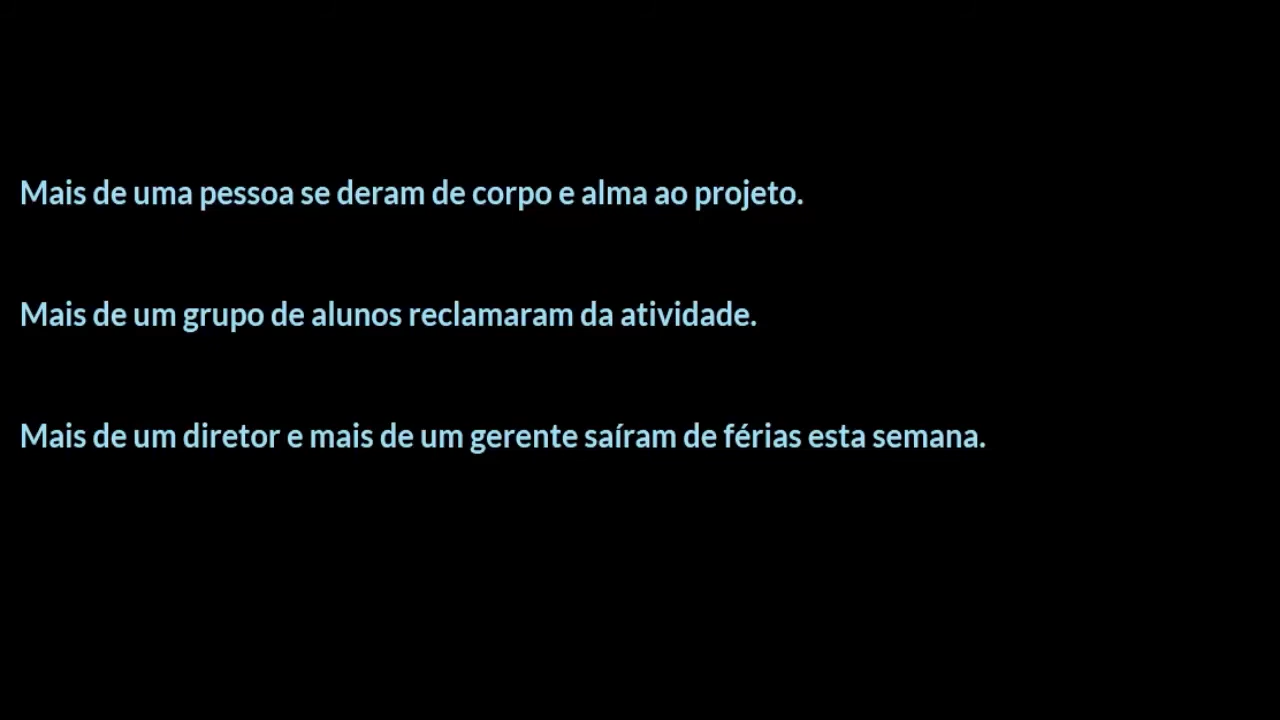 Mais de uma pessoa se deram de corpo e alma ao projeto.
Mais de um grupo de alunos reclamaram da atividade.
Mais de um diretor e mais de um gerente saíram de férias esta semana.